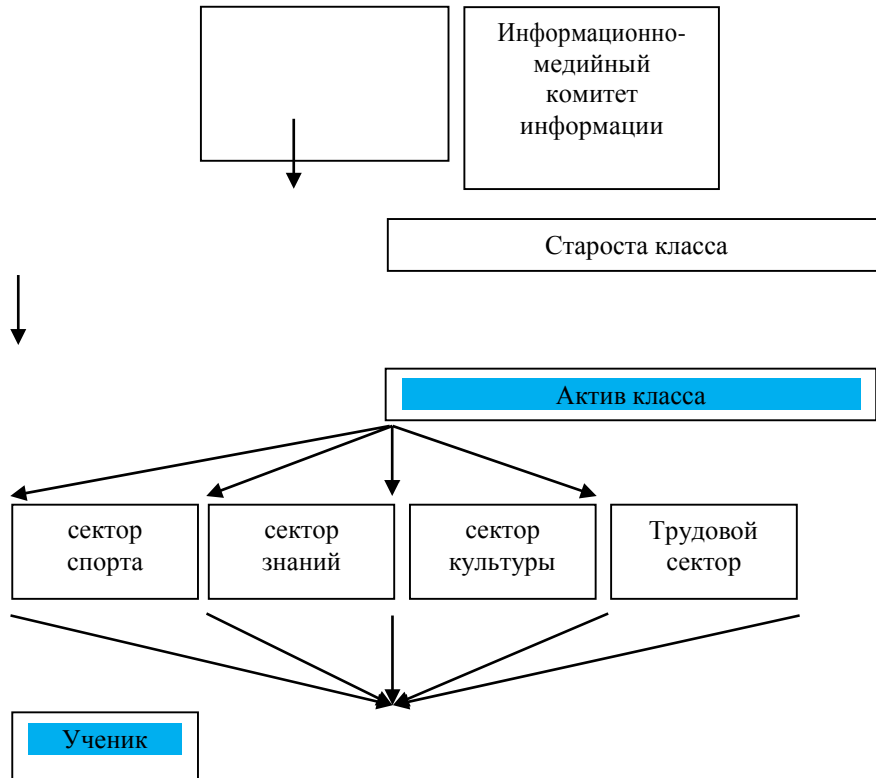 Информационно-
медийный
комитет
информации
Староста класса
Актив класса
сектор
спорта
сектор
знаний
сектор
культуры
Трудовой
сектор
Ученик